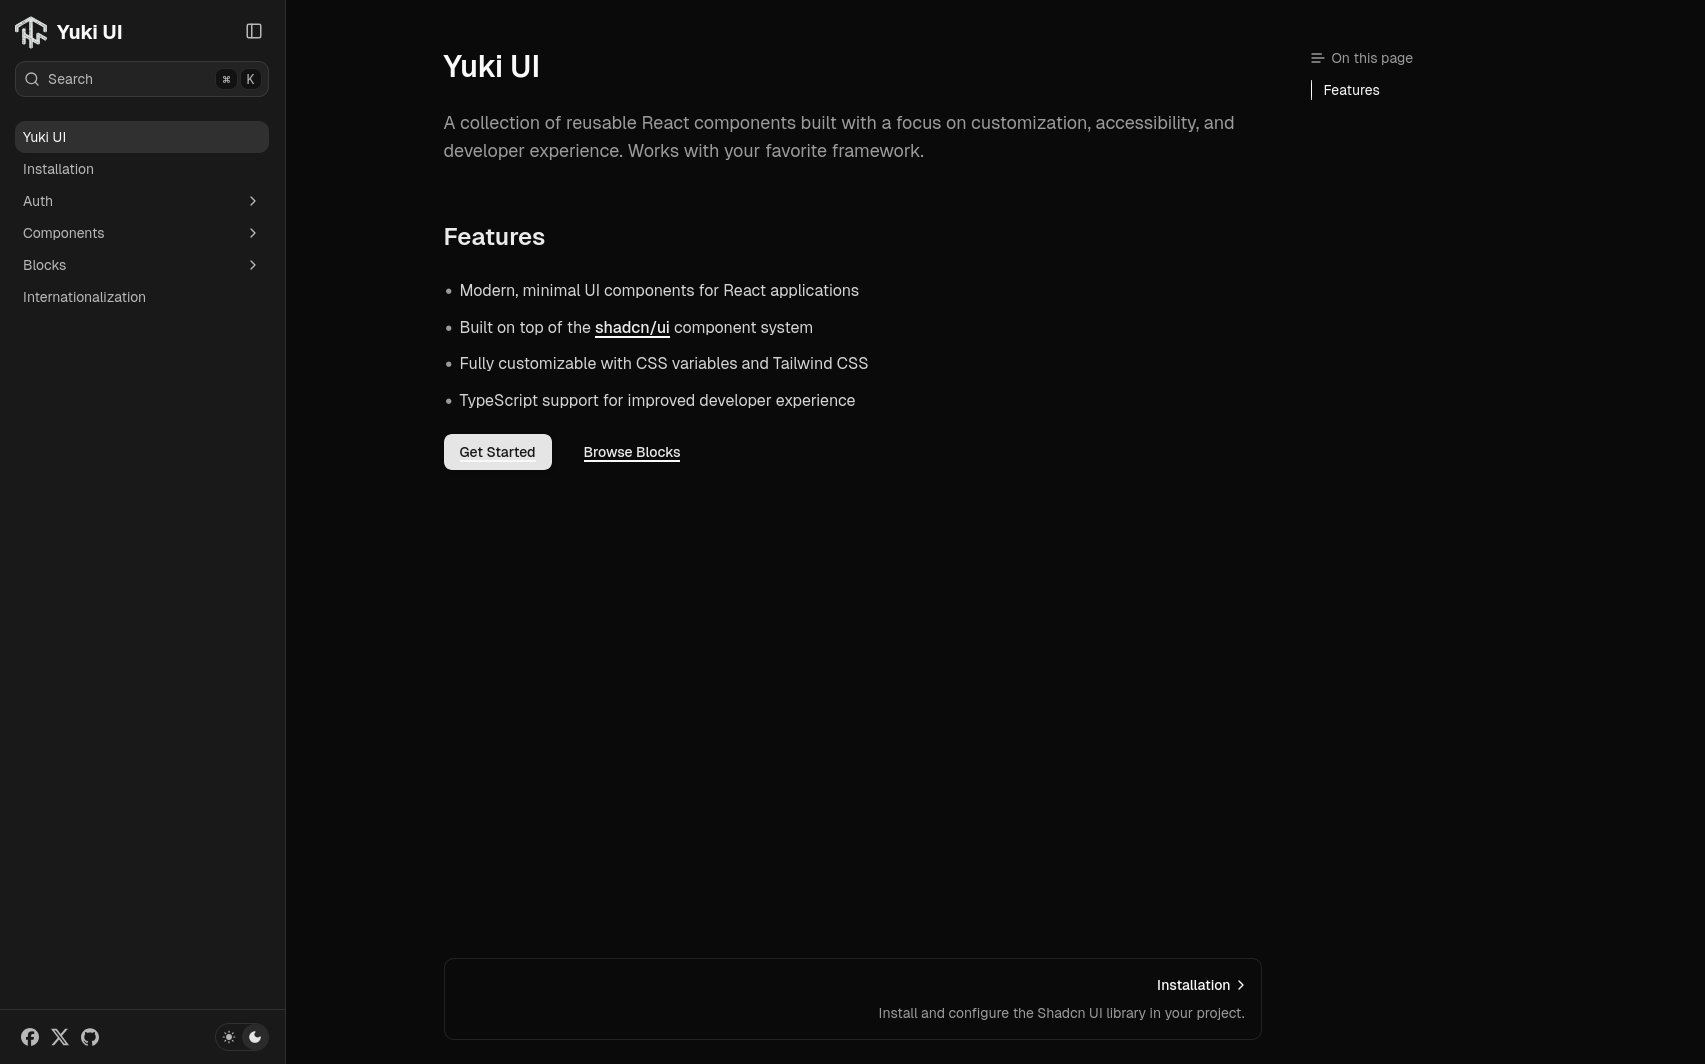 Yuki UI
Search ⌘ K
Yuki UI
Installation
Auth
Components
Blocks
Internationalization
Yuki UI
A collection of reusable React components built with a focus on customization, accessibility, and
developer experience. Works with your favorite framework.
Features
Modern, minimal UI components for React applications
Built on top of the shadcn/ui component system
Fully customizable with CSS variables and Tailwind CSS
TypeScript support for improved developer experience
Get Started
Browse Blocks
Installation
Install and configure the Shadcn UI library in your project.
On this page
Features